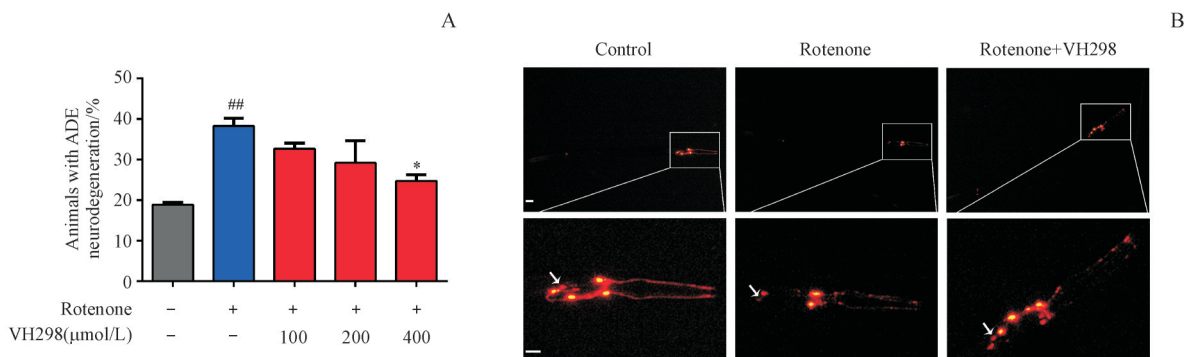 A
B
Control
Rotenone
Rotenone+VH298
Animals with ADE
neurodegeneration/%
50
40
30
20
10
0
##
*
Rotenone – + + + +
VH298(μmol/L) – – 100 200 400